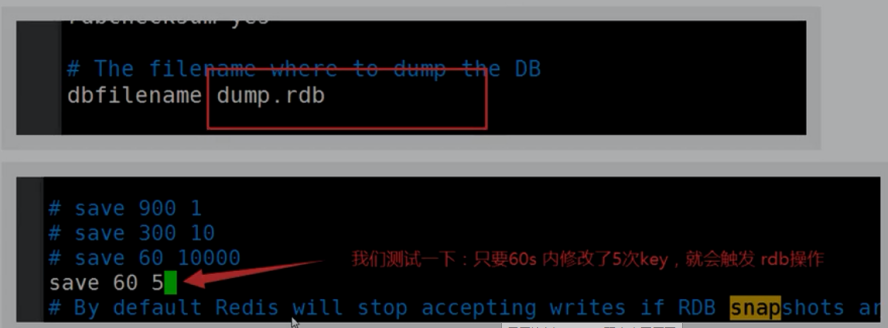 rdbchecksum yes
# The filename where to dump the DB
dbfilename dump.rdb
# save 900 1
# save 300 10
# save 60 10000
我们测试一下：只要60s 内修改了5次key，就会触发 rdb操作
save 60 5
# By default Redis will stop accepting writes if RDB snapshots ar